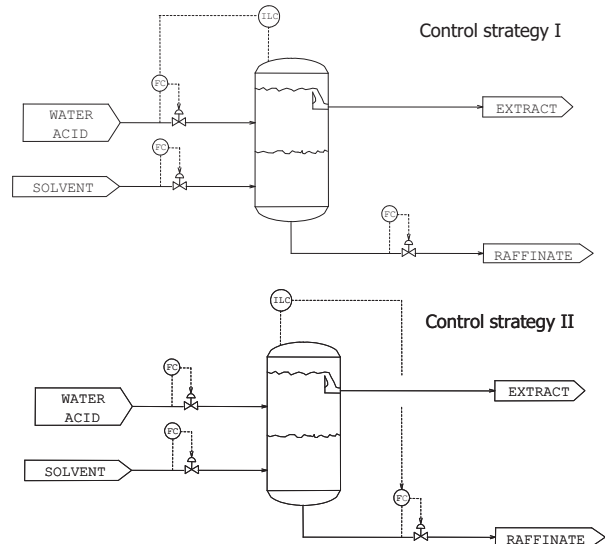 ILC
Control strategy I
FC
WATER
ACID
EXTRACT
FC
SOLVENT
FC
RAFFINATE
ILC
Control strategy II
FC
WATER
ACID
EXTRACT
FC
SOLVENT
FC
RAFFINATE